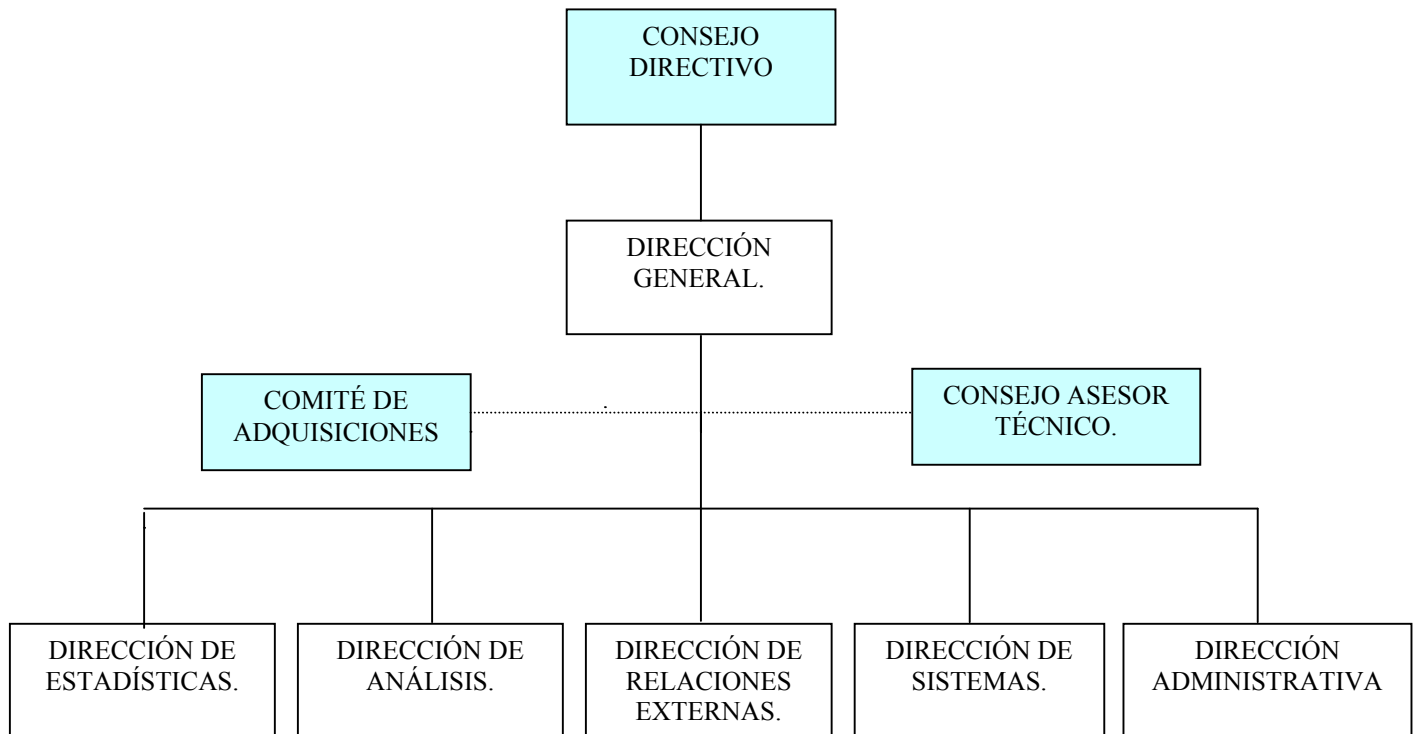 CONSEJO
DIRECTIVO
DIRECCIÓN
GENERAL.
COMITÉ DE
ADQUISICIONES
CONSEJO ASESOR
TÉCNICO.
DIRECCIÓN DE
ESTADÍSTICAS.
DIRECCIÓN DE
ANÁLISIS.
DIRECCIÓN DE
RELACIONES
EXTERNAS.
DIRECCIÓN DE
SISTEMAS.
DIRECCIÓN
ADMINISTRATIVA